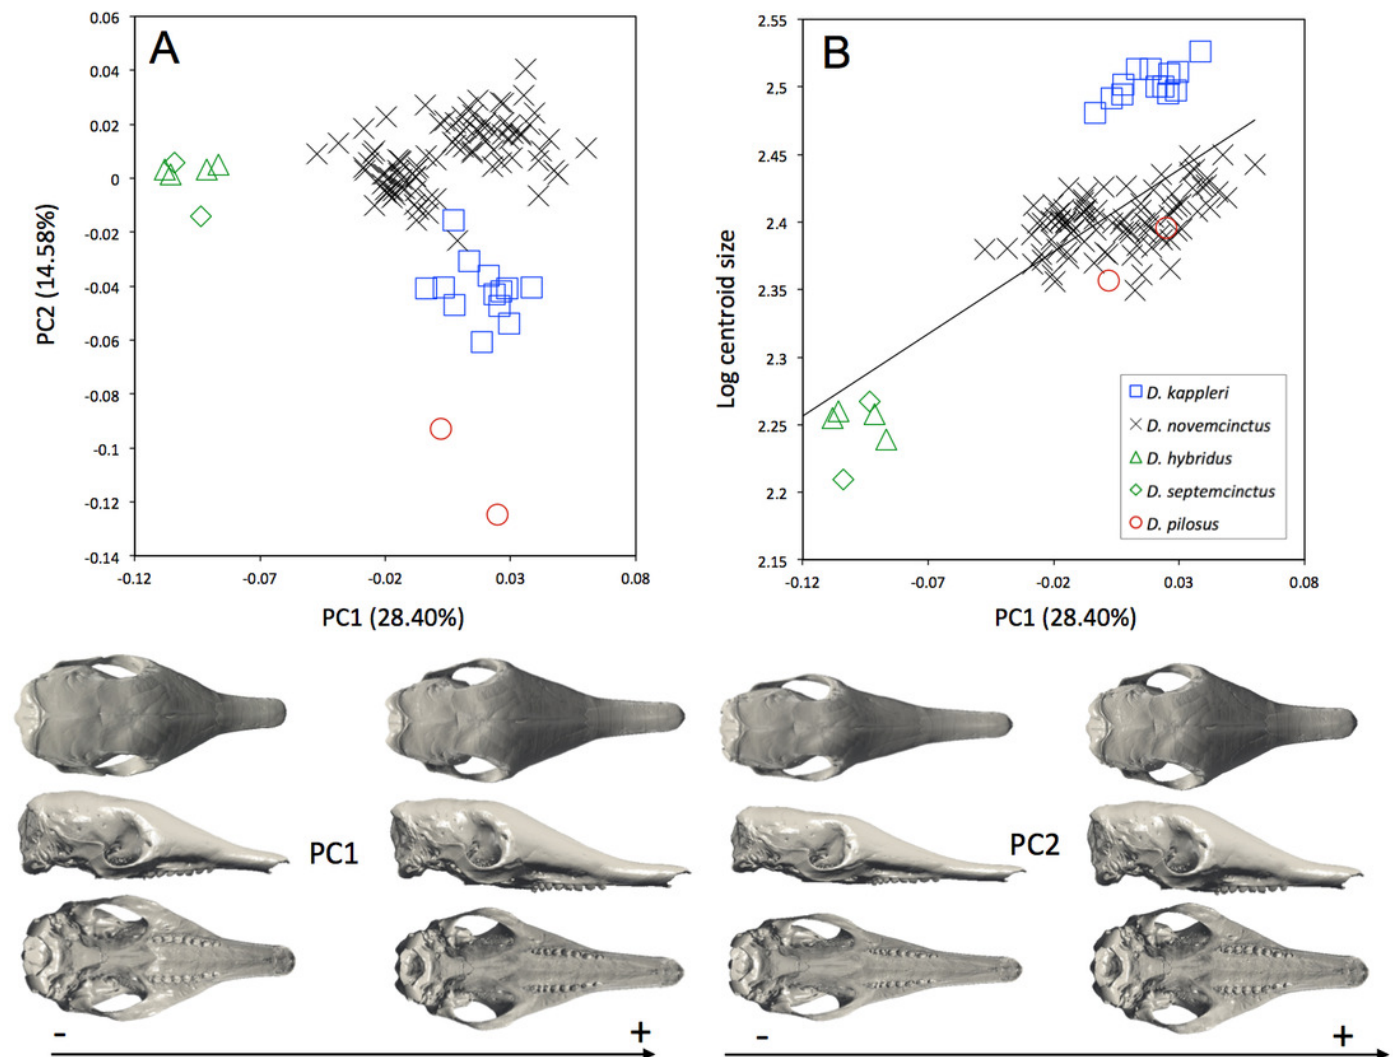 A
0.06
0.04
0.02
0
-0.02
-0.04
-0.06
-0.08
-0.1
-0.12
-0.14
PC2 (14.58%)
-0.12 -0.07 -0.02 0.03 0.08
PC1 (28.40%)
B
2.55
2.5
2.45
2.4
2.35
2.3
2.25
2.2
2.15
Log centroid size
D. kappleri
D. novemcinctus
D. hybridus
D. septemcinctus
D. pilosus
-0.12 -0.07 -0.02 0.03 0.08
PC1 (28.40%)
PC1
- +
PC2
- +